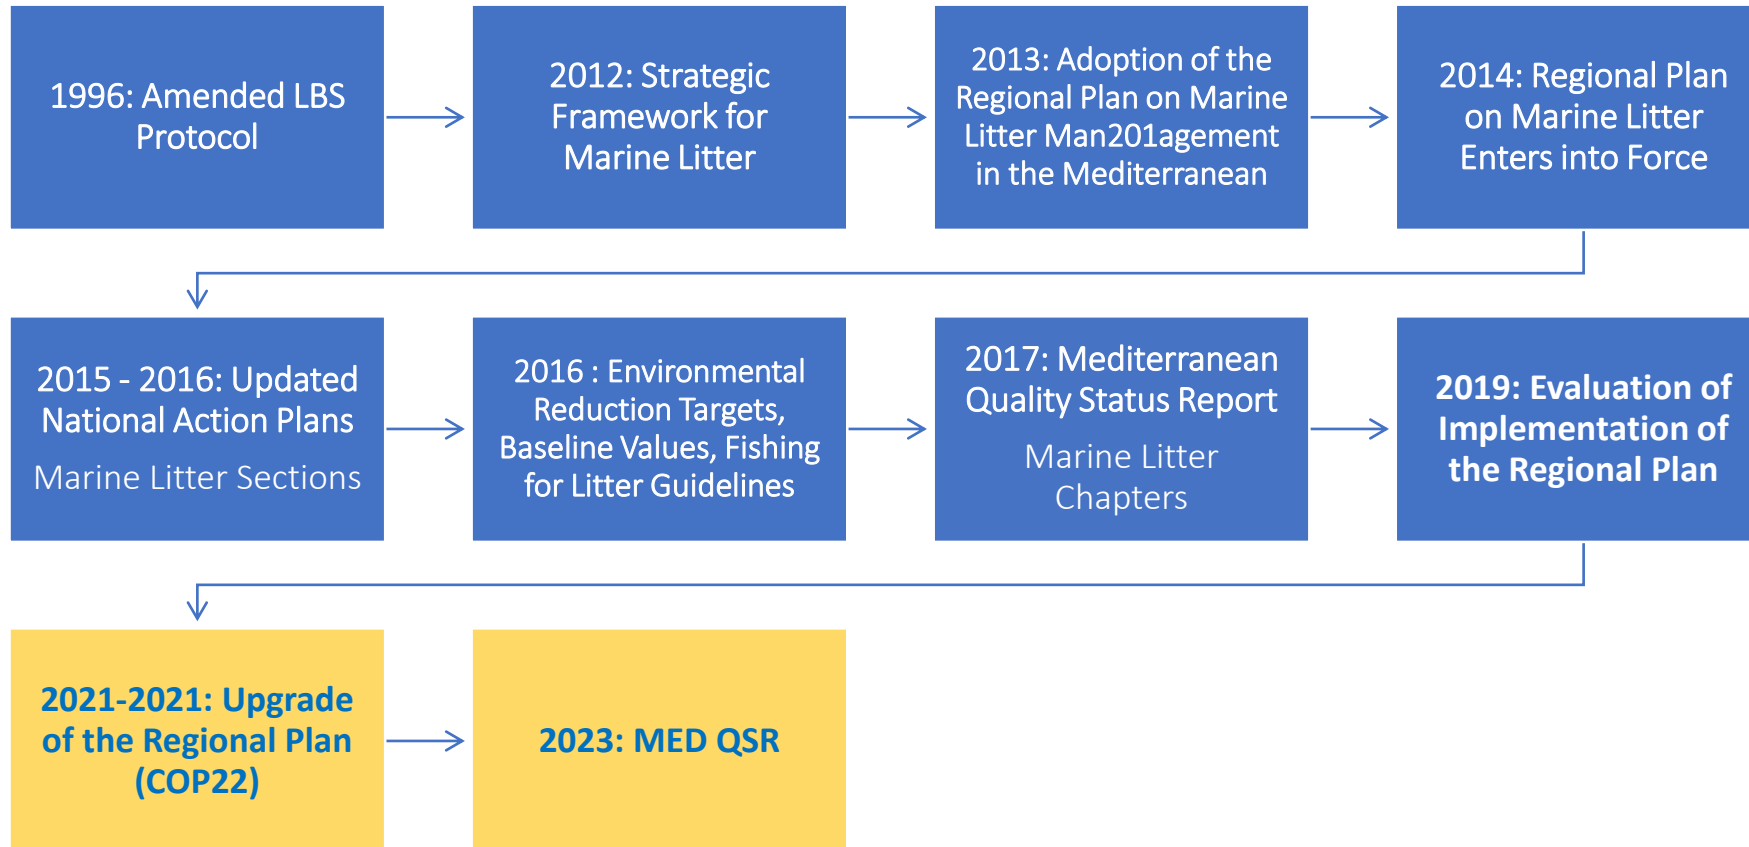 1996: Amended LBS
Protocol
2012: Strategic
Framework for
Marine Litter
2013: Adoption of the
Regional Plan on Marine
Litter Man201agement
in the Mediterranean
2014: Regional Plan
on Marine Litter
Enters into Force
2015 - 2016: Updated
National Action Plans
Marine Litter Sections
2016 : Environmental
Reduction Targets,
Baseline Values, Fishing
for Litter Guidelines
2017: Mediterranean
Quality Status Report
Marine Litter
Chapters
2019: Evaluation of
Implementation of
the Regional Plan
2021-2021: Upgrade
of the Regional Plan
(COP22)
2023: MED QSR